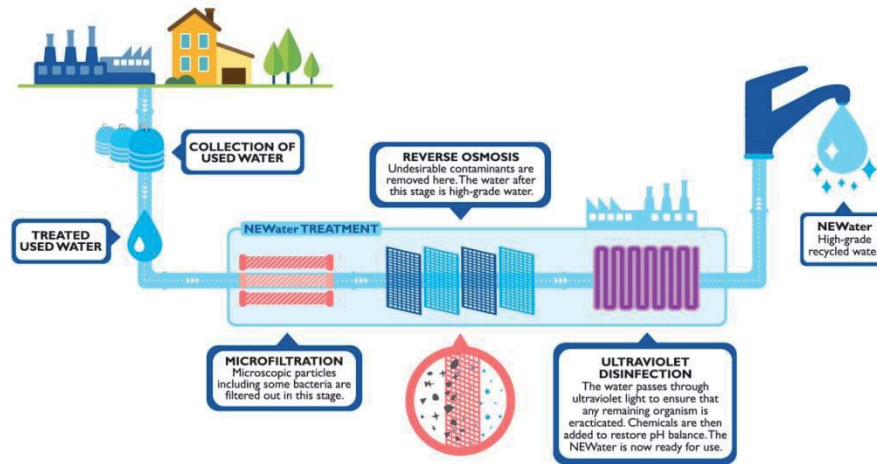 COLLECTION OF
USED WATER
TREATED
USED WATER
NEWater TREATMENT
REVERSE OSMOSIS
Undesirable contaminants are
removed here. The water after
this stage is high-grade water.
MICROFILTRATION
Microscopic particles
including some bacteria are
filtered out in this stage.
ULTRAVIOLET
DISINFECTION
The water passes through
ultraviolet light to ensure that
any remaining organism is
eracticated. Chemicals are then
added to restore pH balance. The
NEWater is now ready for use.
NEWater
High-grade
recycled wate